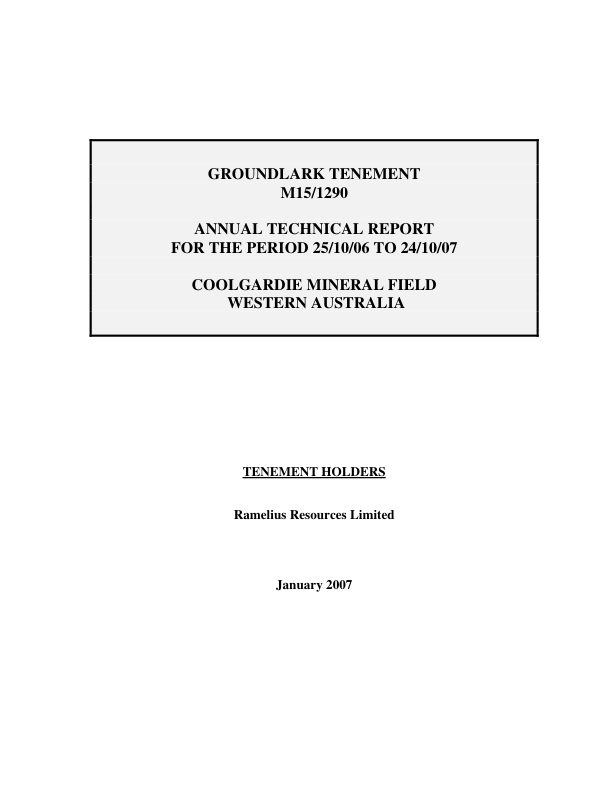 GROUNDLARK TENEMENT
M15/1290
ANNUAL TECHNICAL REPORT
FOR THE PERIOD 25/10/06 TO 24/10/07
COOLGARDIE MINERAL FIELD
WESTERN AUSTRALIA
TENEMENT HOLDERS
Ramelius Resources Limited
January 2007